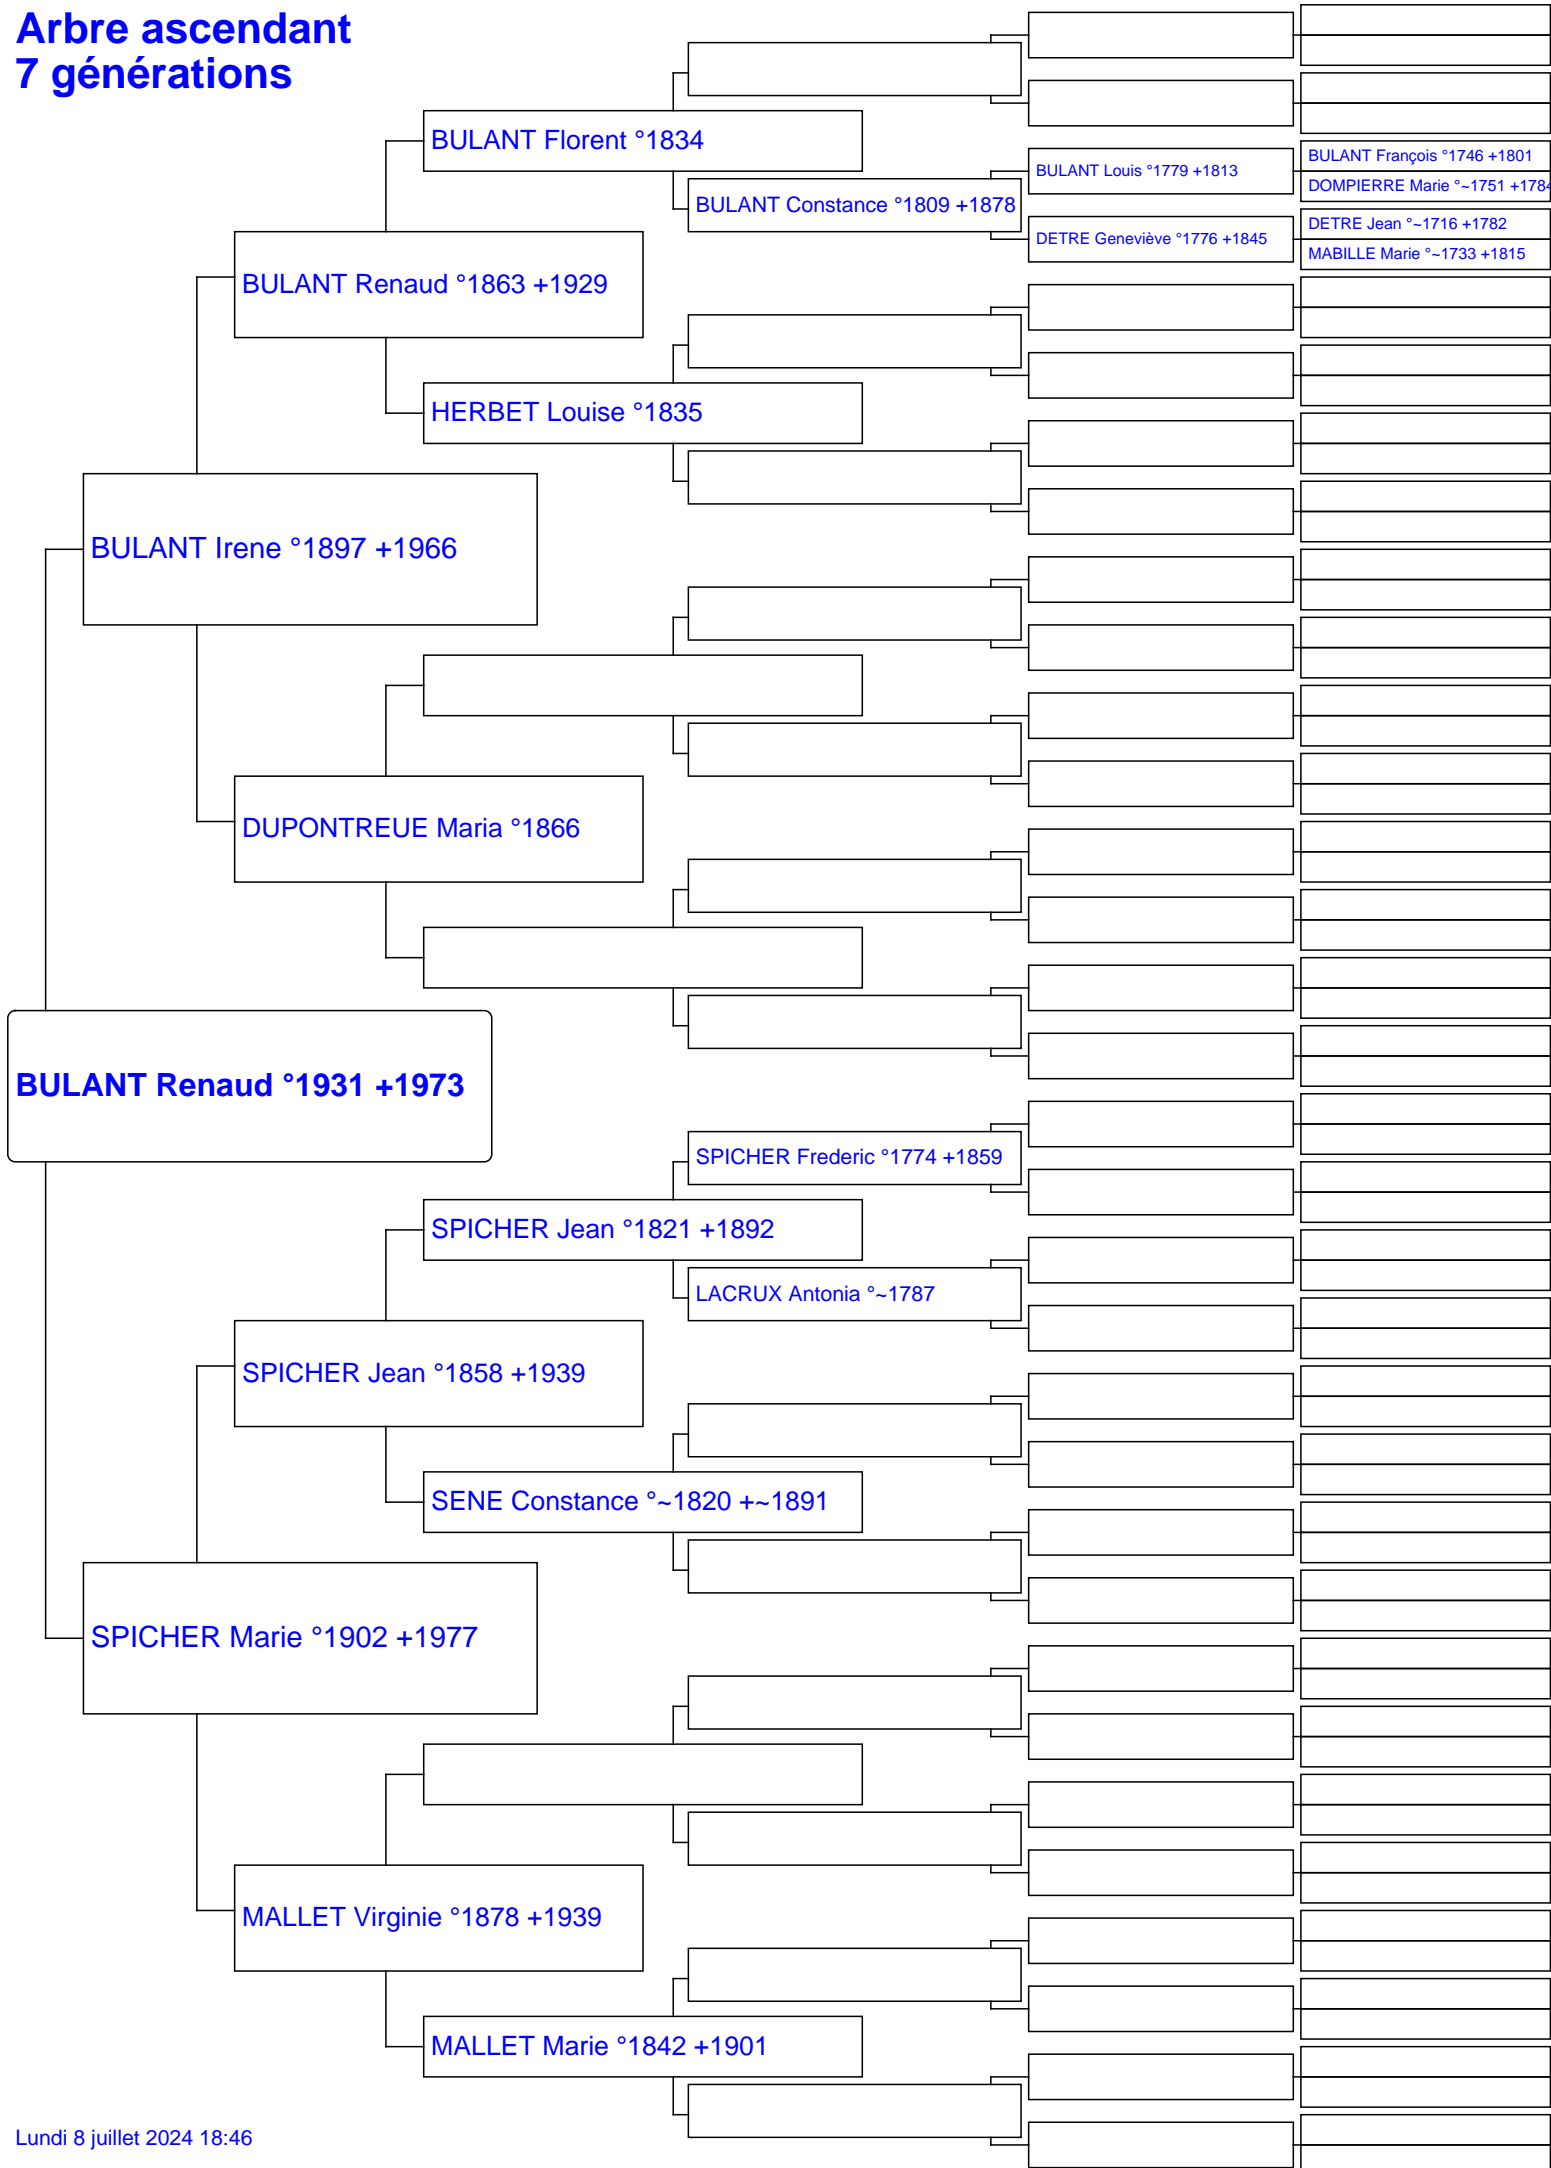 Arbre ascendant
7 générations
BULANT Florent °1834
BULANT Louis °1779 +1813
BULANT François °1746 +1801
DOMPIERRE Marie °~1751 +1784
BULANT Constance °1809 +1878
DETRE Geneviève °1776 +1845
DETRE Jean °~1716 +1782
MABILLE Marie °~1733 +1815
BULANT Renaud °1863 +1929
HERBET Louise °1835
BULANT Irene °1897 +1966
DUPONTREUE Maria °1866
BULANT Renaud °1931 +1973
SPICHER Frederic °1774 +1859
SPICHER Jean °1821 +1892
LACRUX Antonia °~1787
SPICHER Jean °1858 +1939
SENE Constance °~1820 +~1891
SPICHER Marie °1902 +1977
MALLET Virginie °1878 +1939
MALLET Marie °1842 +1901
Lundi 8 juillet 2024 18:46